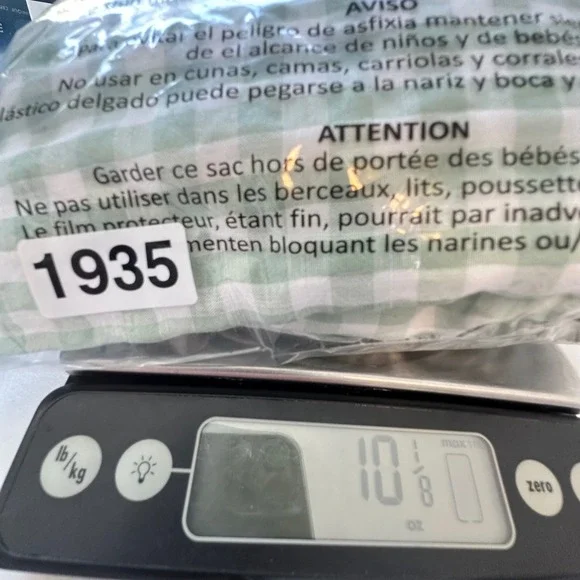 AVISO
evitar el peligro de asfixia mantener
de el alcance de niños y de bebé
No usar en cunas, camas, carriolas y corrale
lástico delgado puede pegarse a la nariz y boca y
ATTENTION
Garder ce sac hors de portée des bébés
Ne pas utiliser dans les berceaux, lits, poussett
Le film protecteur, étant fin, pourrait par inadv
menten bloquant les narines ou/
1935
lb/kg
10 1/8
oz
max
zero